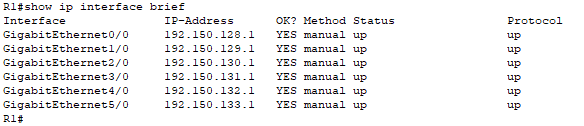 R1#show ip interface brief
Interface IP-Address OK? Method Status Protocol
GigabitEthernet0/0 192.150.128.1 YES manual up up
GigabitEthernet1/0 192.150.129.1 YES manual up up
GigabitEthernet2/0 192.150.130.1 YES manual up up
GigabitEthernet3/0 192.150.131.1 YES manual up up
GigabitEthernet4/0 192.150.132.1 YES manual up up
GigabitEthernet5/0 192.150.133.1 YES manual up up
R1#